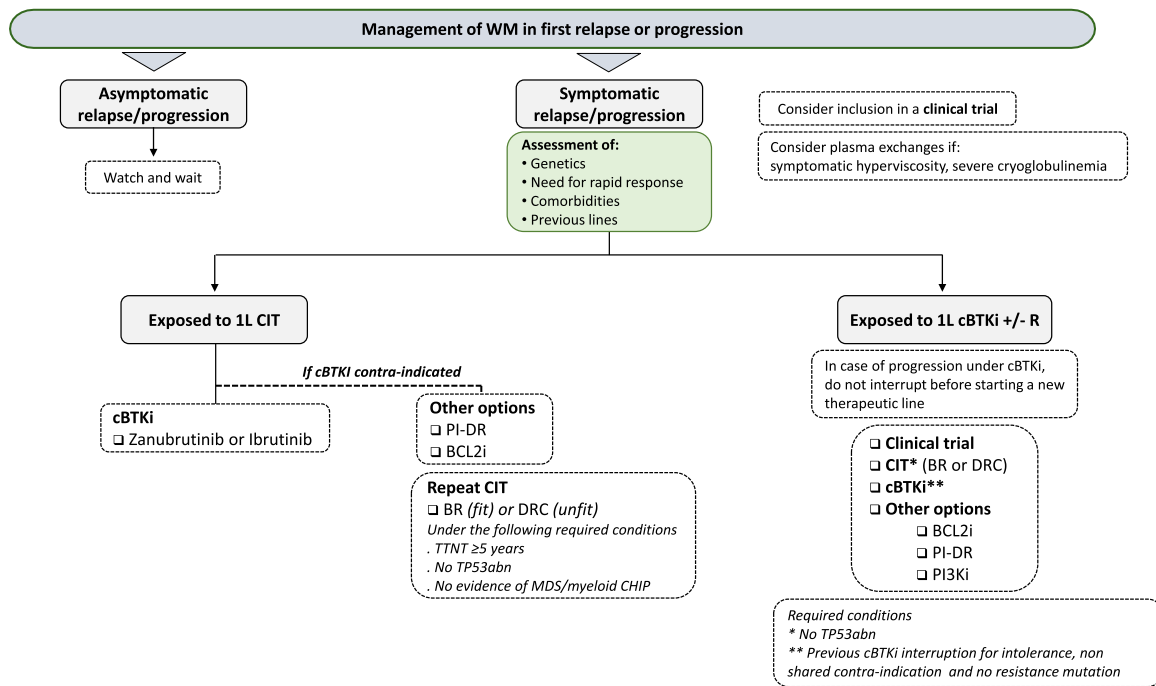 Management of WM in first relapse or progression
Asymptomatic
relapse/progression
Watch and wait
Symptomatic
relapse/progression
Assessment of:
• Genetics
• Need for rapid response
• Comorbidities
• Previous lines
Consider inclusion in a clinical trial
Consider plasma exchanges if:
symptomatic hyperviscosity, severe cryoglobulinemia
Exposed to 1L CIT
If cBTKI contra-indicated
cBTKi
❑ Zanubrutinib or Ibrutinib
Other options
❑ PI-DR
❑ BCL2i
Repeat CIT
❑ BR (fit) or DRC (unfit)
Under the following required conditions
. TTNT ≥5 years
. No TP53abn
. No evidence of MDS/myeloid CHIP
Exposed to 1L cBTKi +/- R
In case of progression under cBTKi,
do not interrupt before starting a new
therapeutic line
❑ Clinical trial
❑ CIT* (BR or DRC)
❑ cBTKi**
❑ Other options
❑ BCL2i
❑ PI-DR
❑ PI3Ki
Required conditions
* No TP53abn
** Previous cBTKi interruption for intolerance, non
shared contra-indication and no resistance mutation